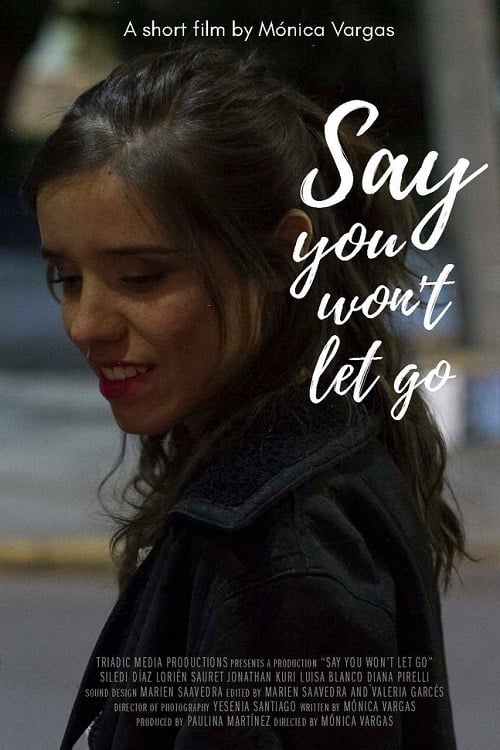 A short film by Mónica Vargas
Say
you
won't
let go
TRIADIC MEDIA PRODUCTIONS PRESENTS A PRODUCTION "SAY YOU WON'T LET GO"
SILEDI DÍAZ LORIÉN SAURET JONATHAN KURI LUISA BLANCO DIANA PIRELLI
SOUND DESIGN MARIEN SAAVEDRA EDITED BY MARIEN SAAVEDRA AND VALERIA GARCÉS
DIRECTOR OF PHOTOGRAPHY YESENIA SANTIAGO WRITTEN BY MÓNICA VARGAS
PRODUCED BY PAULINA MARTÍNEZ DIRECTED BY MÓNICA VARGAS